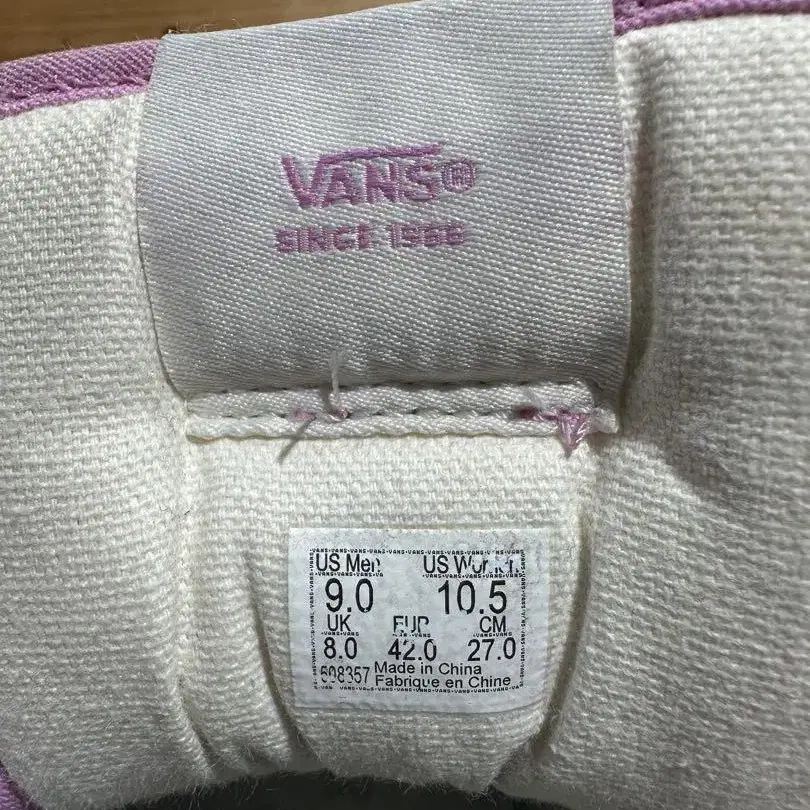 VANS®
SINCE 1966
US Men US Women
9.0 10.5
UK EUR CM
8.0 42.0 27.0
508357 Made in China
Fabrique en Chine